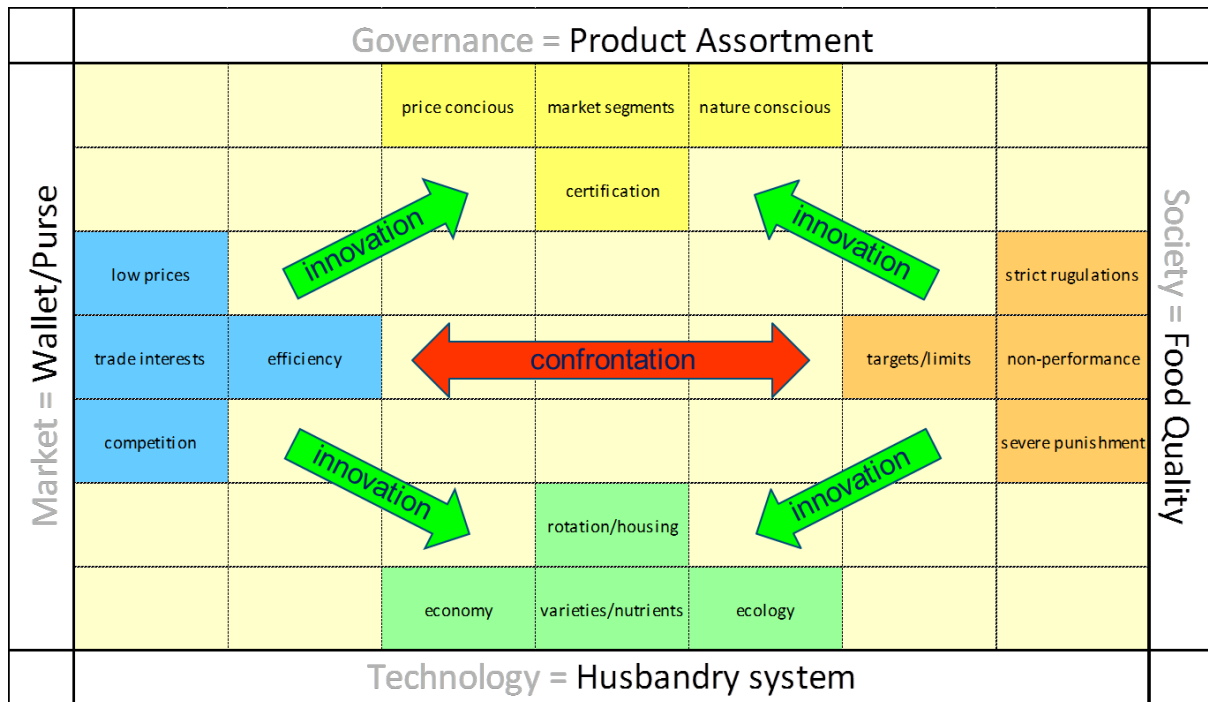 Governance = Product Assortment
price concious market segments nature conscious
certification
innovation innovation
low prices strict rugulations
Market = Wallet/Purse
Society = Food Quality
trade interests efficiency confrontation targets/limits non-performance
competition severe punishment
innovation innovation
rotation/housing
economy varieties/nutrients ecology
Technology = Husbandry system